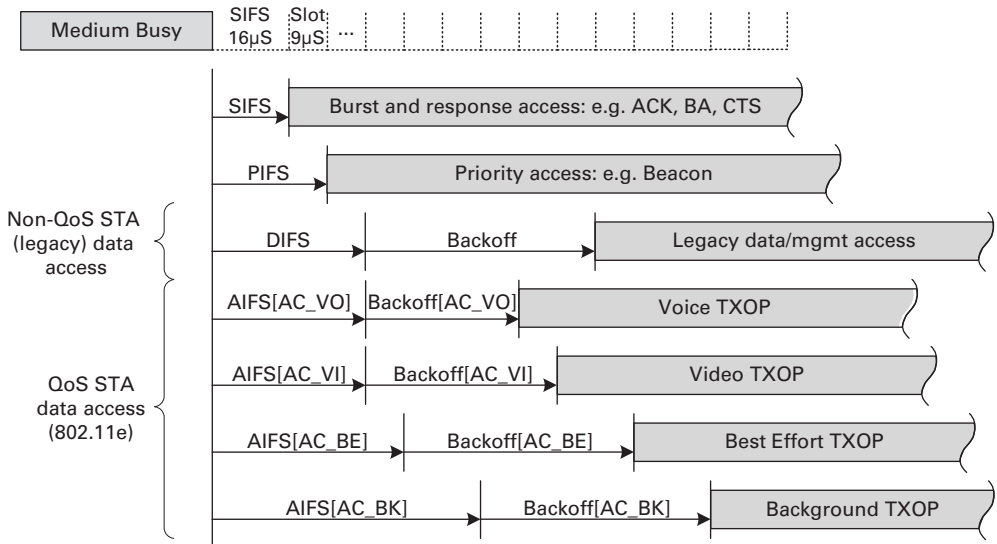 Medium Busy
SIFS
16µS
Slot
9µS
...
SIFS
Burst and response access: e.g. ACK, BA, CTS
PIFS
Priority access: e.g. Beacon
Non-QoS STA
(legacy) data
access
DIFS
Backoff
Legacy data/mgmt access
AIFS[AC_VO]
Backoff[AC_VO]
Voice TXOP
QoS STA
data access
(802.11e)
AIFS[AC_VI]
Backoff[AC_VI]
Video TXOP
AIFS[AC_BE]
Backoff[AC_BE]
Best Effort TXOP
AIFS[AC_BK]
Backoff[AC_BK]
Background TXOP